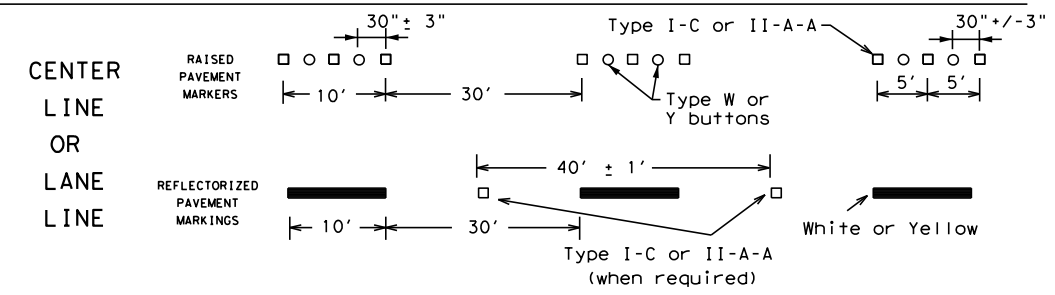 CENTER
LINE
OR
LANE
LINE
RAISED
PAVEMENT
MARKERS
30"± 3"
10'
30'
Type I-C or II-A-A
Type W or
Y buttons
30"+/-3"
5'
5'
REFLECTORIZED
PAVEMENT
MARKINGS
10'
30'
40' ± 1'
Type I-C or II-A-A
(when required)
White or Yellow